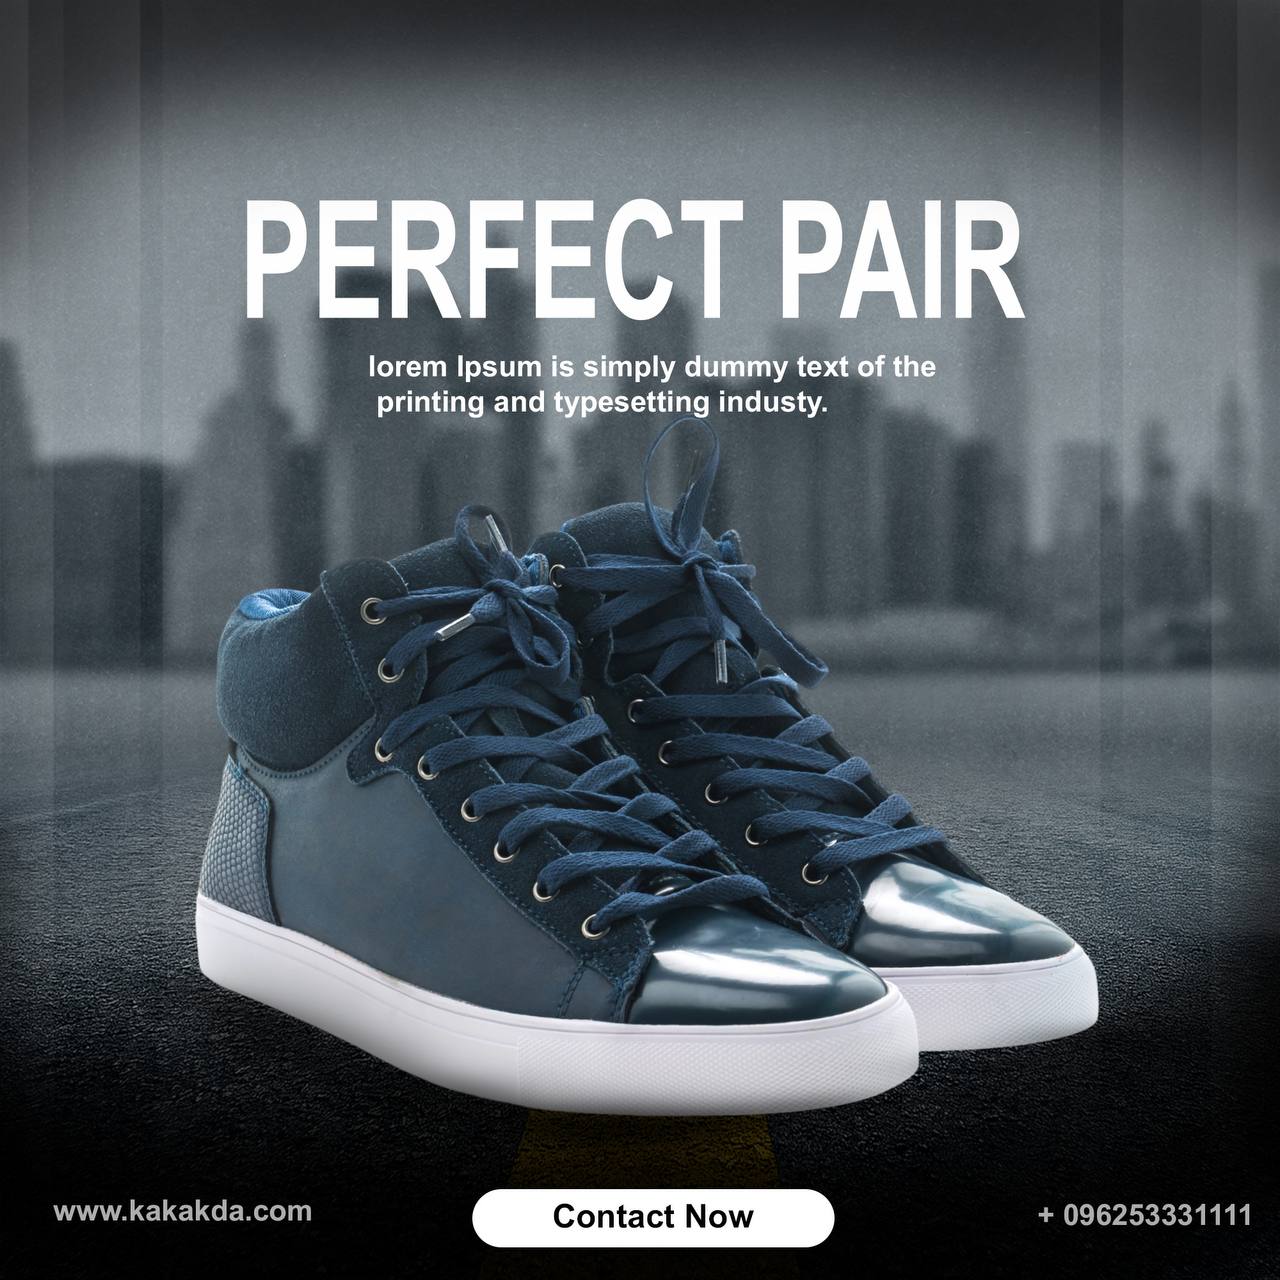 PERFECT PAIR
lorem Ipsum is simply dummy text of the
printing and typesetting industy.
www.kakakda.com
Contact Now
+ 096253331111